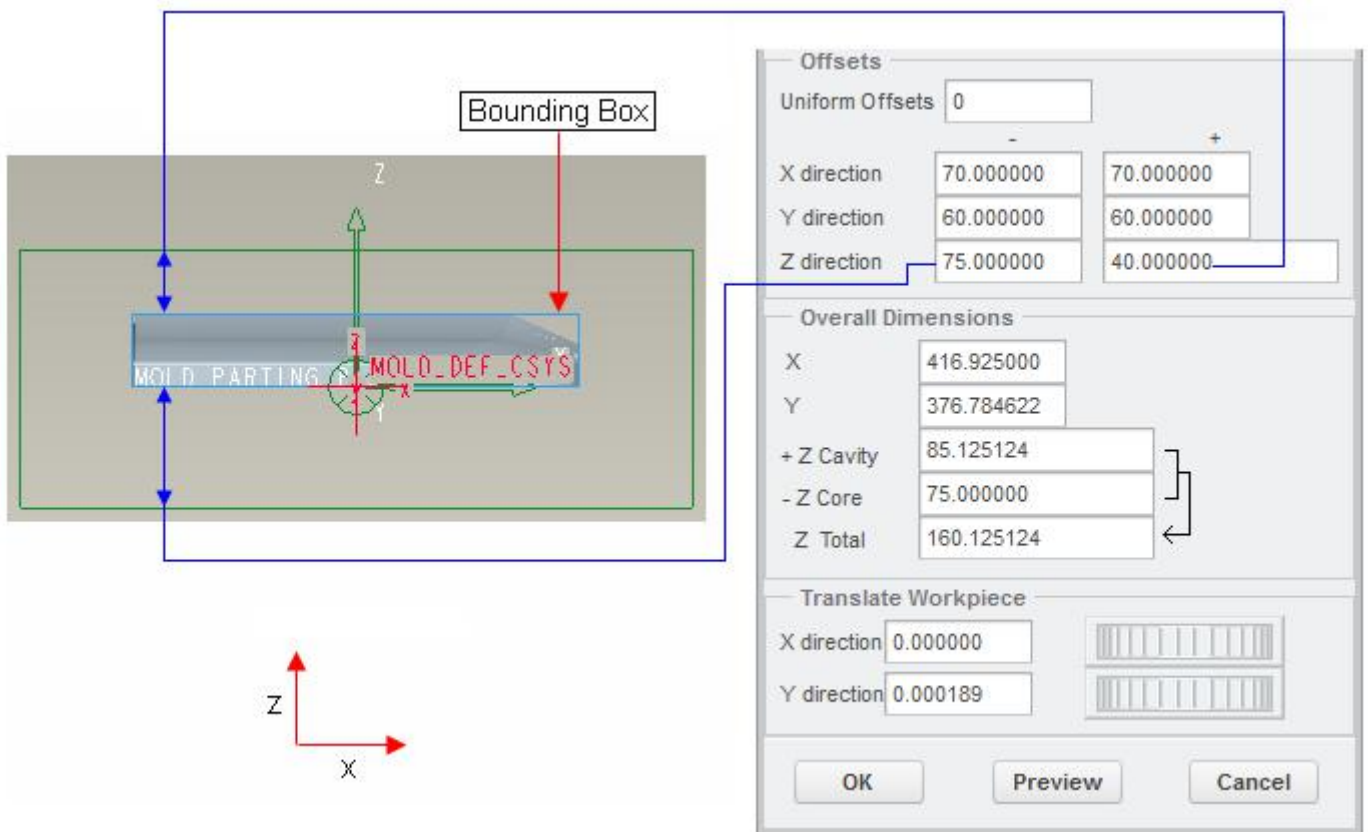 Bounding Box
Z
Z
MOLD_PARTING_P
MOLD_DEF_CSYS
X
Y
Z
X
Offsets
Uniform Offsets 0
- +
X direction 70.000000 70.000000
Y direction 60.000000 60.000000
Z direction 75.000000 40.000000
Overall Dimensions
X 416.925000
Y 376.784622
+ Z Cavity 85.125124
- Z Core 75.000000
Z Total 160.125124
Translate Workpiece
X direction 0.000000
Y direction 0.000189
OK Preview Cancel